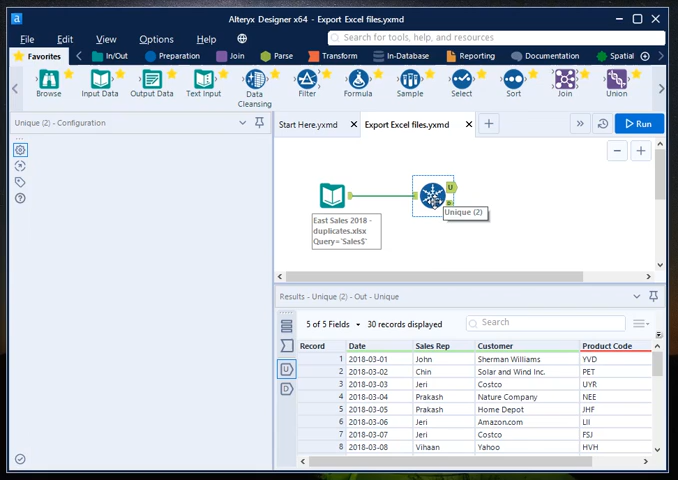 a
Alteryx Designer x64 - Export Excel files.yxmd
File Edit View Options Help
Search for tools, help, and resources
Favorites In/Out Preparation Join Parse Transform In-Database Reporting Documentation Spatial
Browse Input Data Output Data Text Input Data Cleansing Filter Formula Sample Select Sort Join Union
Unique (2) - Configuration
Start Here.yxmd Export Excel files.yxmd
Run
U
D
Unique (2)
East Sales 2018 -
duplicates.xlsx
Query=`Sales$`
Results - Unique (2) - Out - Unique
5 of 5 Fields 30 records displayed Search
Record Date Sales Rep Customer Product Code
1 2018-03-01 John Sherman Williams YVD
2 2018-03-02 Chin Solar and Wind Inc. PET
3 2018-03-03 Jeri Costco UYR
4 2018-03-04 Prakash Nature Company NEE
5 2018-03-05 Prakash Home Depot JHF
6 2018-03-06 Jeri Amazon.com LII
7 2018-03-07 Jeri Costco FSJ
8 2018-03-08 Vihaan Yahoo HVH
U
D